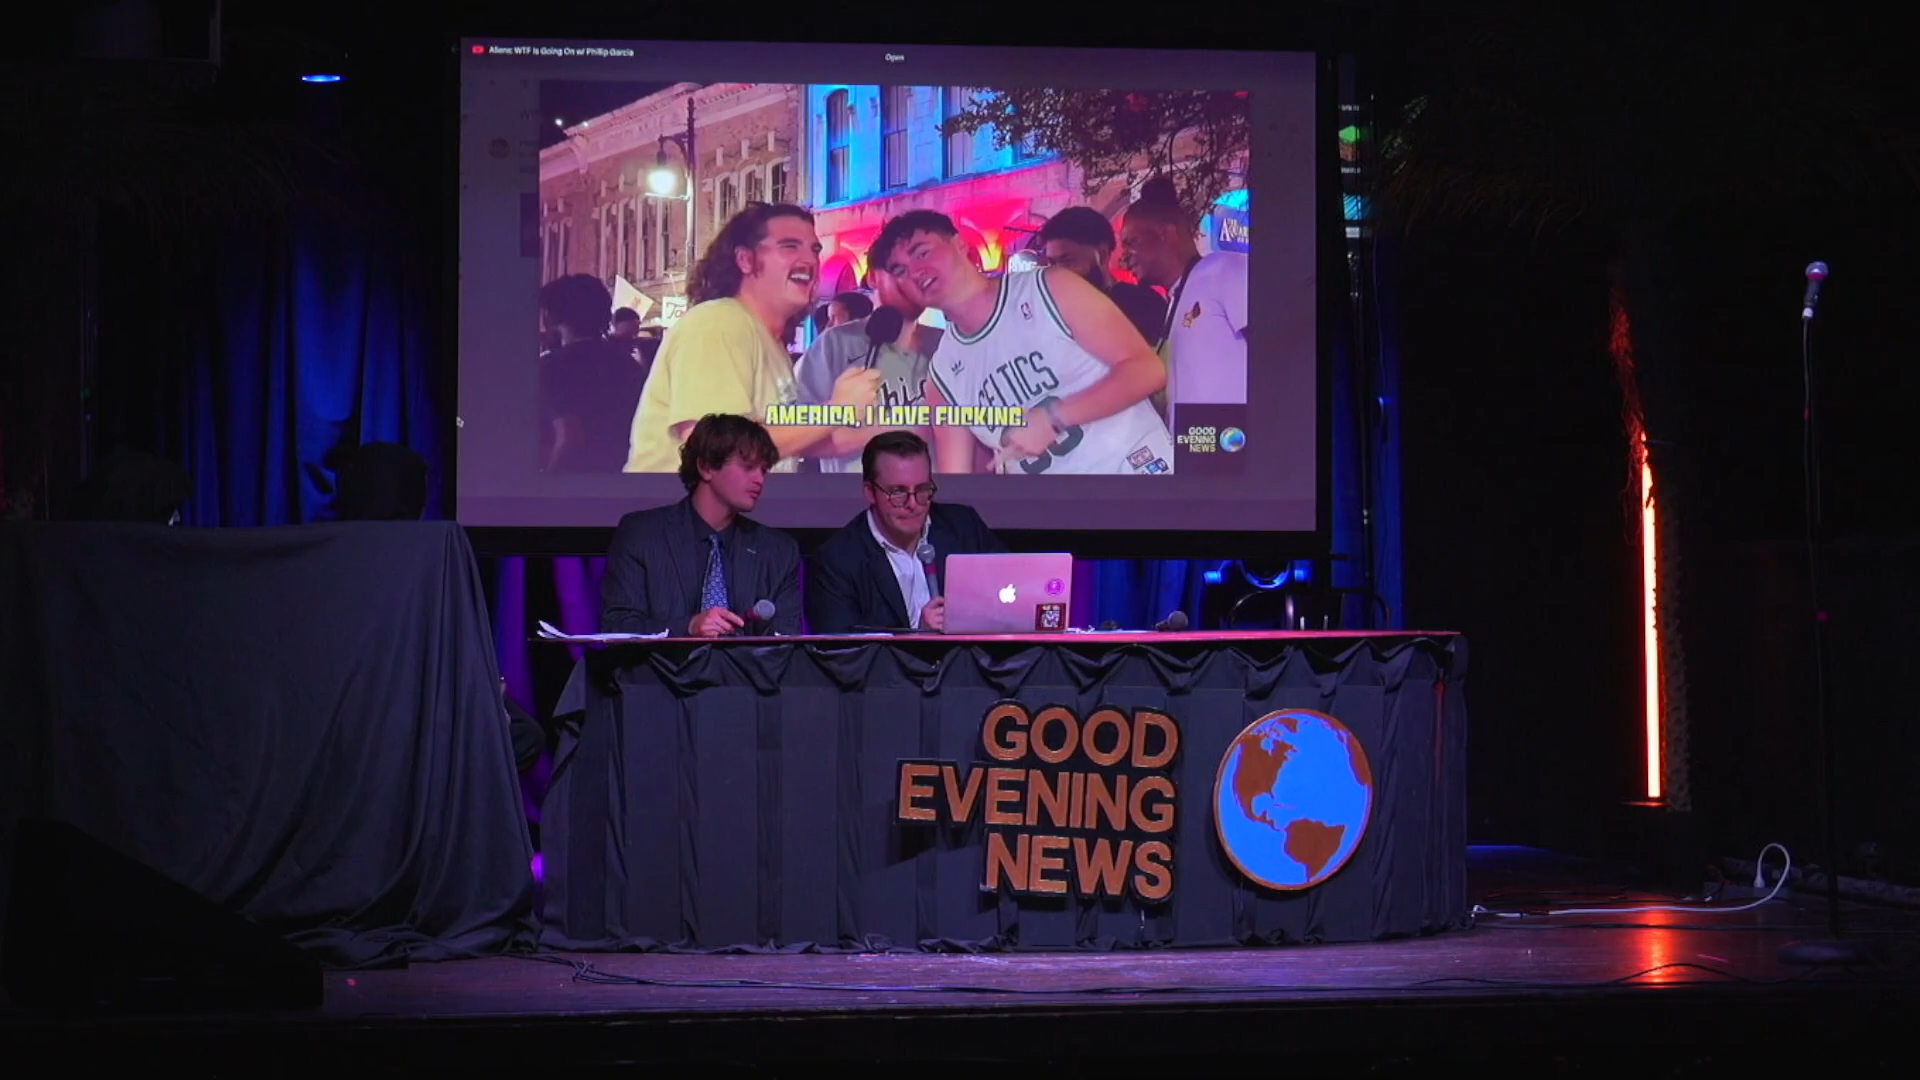 Aliens: WTF Is Going On w/ Phillip Garcia
Open
CELTICS
AMERICA, I LOVE FUCKING.
GOOD
EVENING
NEWS
GOOD
EVENING
NEWS